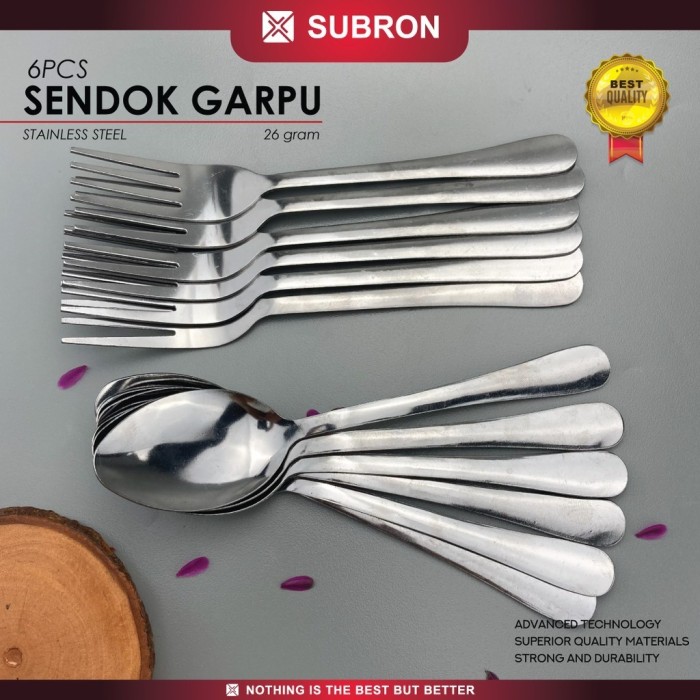 SUBRON
6PCS
SENDOK GARPU
STAINLESS STEEL
26 gram
BEST
QUALITY
ADVANCED TECHNOLOGY
SUPERIOR QUALITY MATERIALS
STRONG AND DURABILITY
NOTHING IS THE BEST BUT BETTER